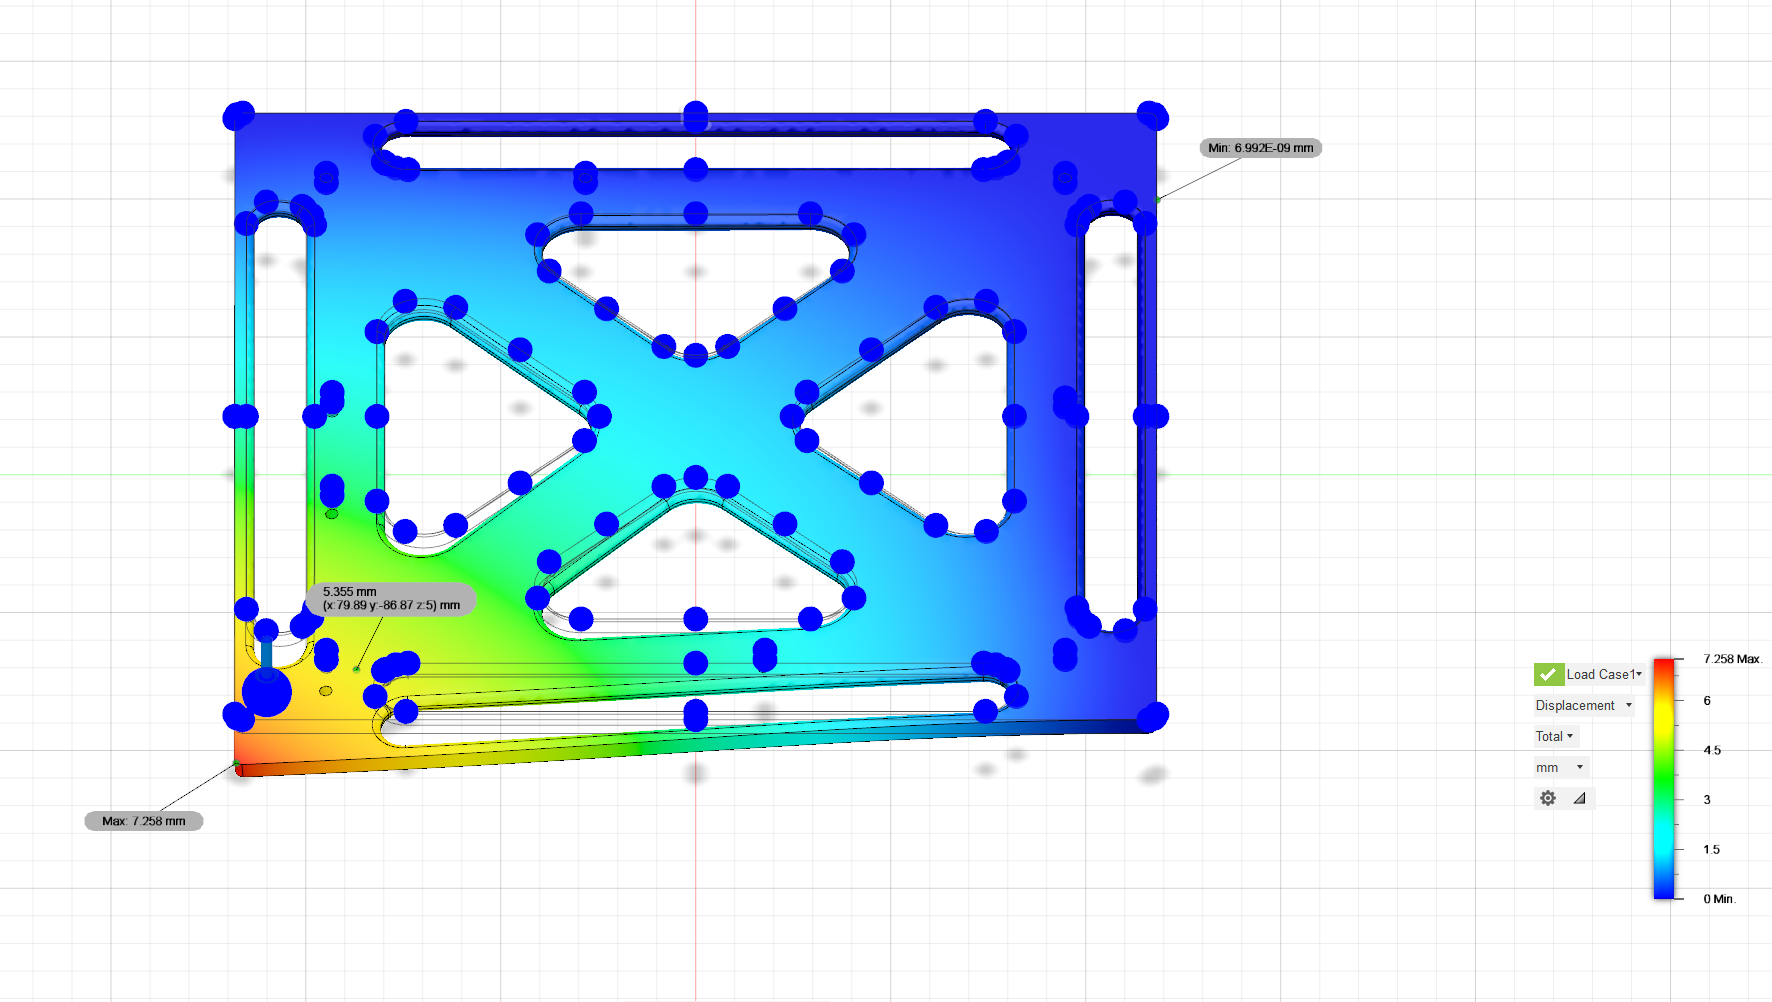 Min: 6.992E-09 mm
5.355 mm
(x:79.89 y:-86.87 z:5) mm
Max: 7.258 mm
Load Case1
Displacement
Total
mm
7.258 Max.
6
4.5
3
1.5
0 Min.